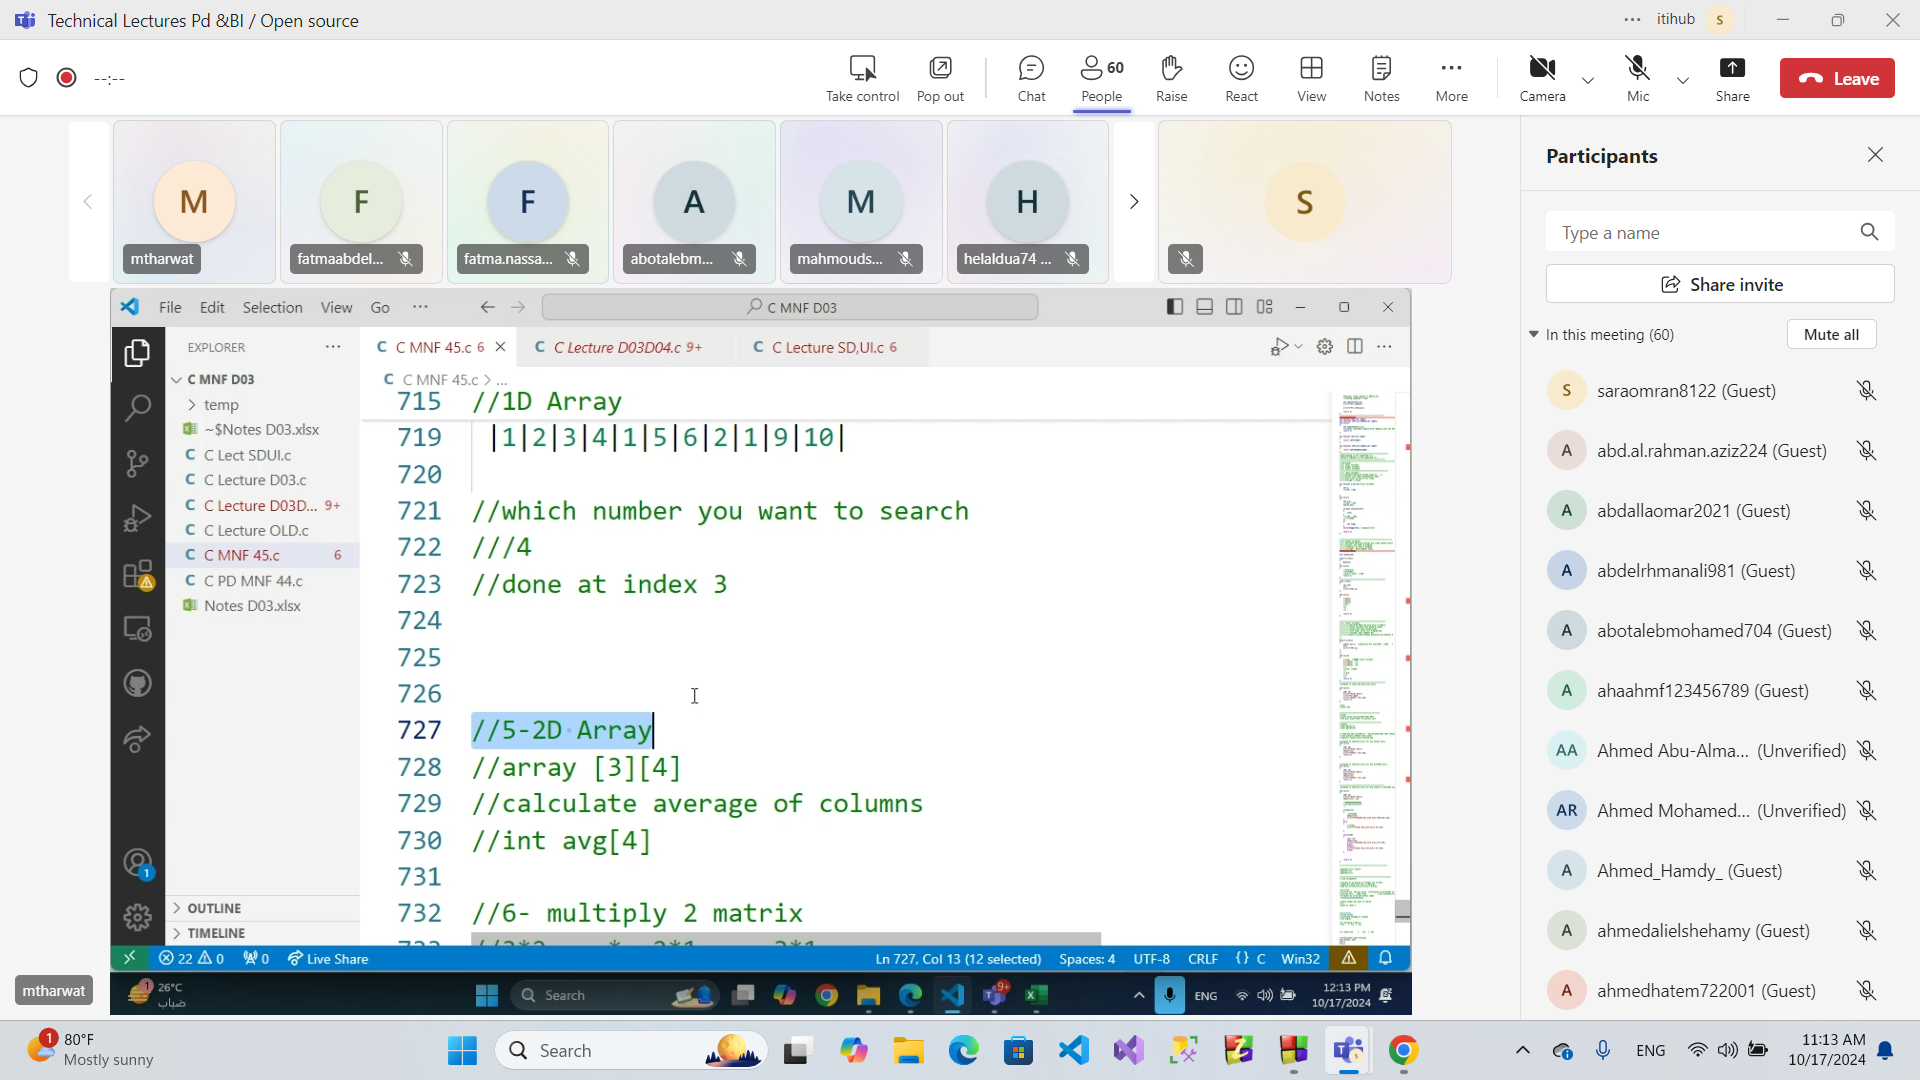 Technical Lectures Pd &BI / Open source
itihub
S
--:--
Take control
Pop out
Chat
60
People
Raise
React
View
Notes
More
Camera
Mic
Share
Leave
M
mtharwat
F
fatmaabdel...
F
fatma.nassa...
A
abotalebm...
M
mahmouds...
H
helaldua74 ...
S
File Edit Selection View Go
C MNF D03
EXPLORER
C MNF D03
temp
~$Notes D03.xlsx
C Lect SDUI.c
C Lecture D03.c
C Lecture D03D... 9+
C Lecture OLD.c
C MNF 45.c 6
C PD MNF 44.c
Notes D03.xlsx
OUTLINE
TIMELINE
1
C C MNF 45.c 6
C C Lecture D03D04.c 9+
C C Lecture SD,UI.c 6
C C MNF 45.c > ...
715 //1D Array
719 |1|2|3|4|1|5|6|2|1|9|10|
720
721 //which number you want to search
722 ///4
723 //done at index 3
724
725
726
727 //5-2D Array
728 //array [3][4]
729 //calculate average of columns
730 //int avg[4]
731
732 //6- multiply 2 matrix
22 0
0
Live Share
Ln 727, Col 13 (12 selected)
Spaces: 4
UTF-8
CRLF
{} C
Win32
mtharwat
1
26°C
ضباب
Search
9+
ENG
12:13 PM
10/17/2024
Participants
Type a name
Share invite
In this meeting (60)
Mute all
S saraomran8122 (Guest)
A abd.al.rahman.aziz224 (Guest)
A abdallaomar2021 (Guest)
A abdelrhmanali981 (Guest)
A abotalebmohamed704 (Guest)
A ahaahmf123456789 (Guest)
AA Ahmed Abu-Alma... (Unverified)
AR Ahmed Mohamed... (Unverified)
A Ahmed_Hamdy_ (Guest)
A ahmedalielshehamy (Guest)
A ahmedhatem722001 (Guest)
1
80°F
Mostly sunny
Search
ENG
11:13 AM
10/17/2024